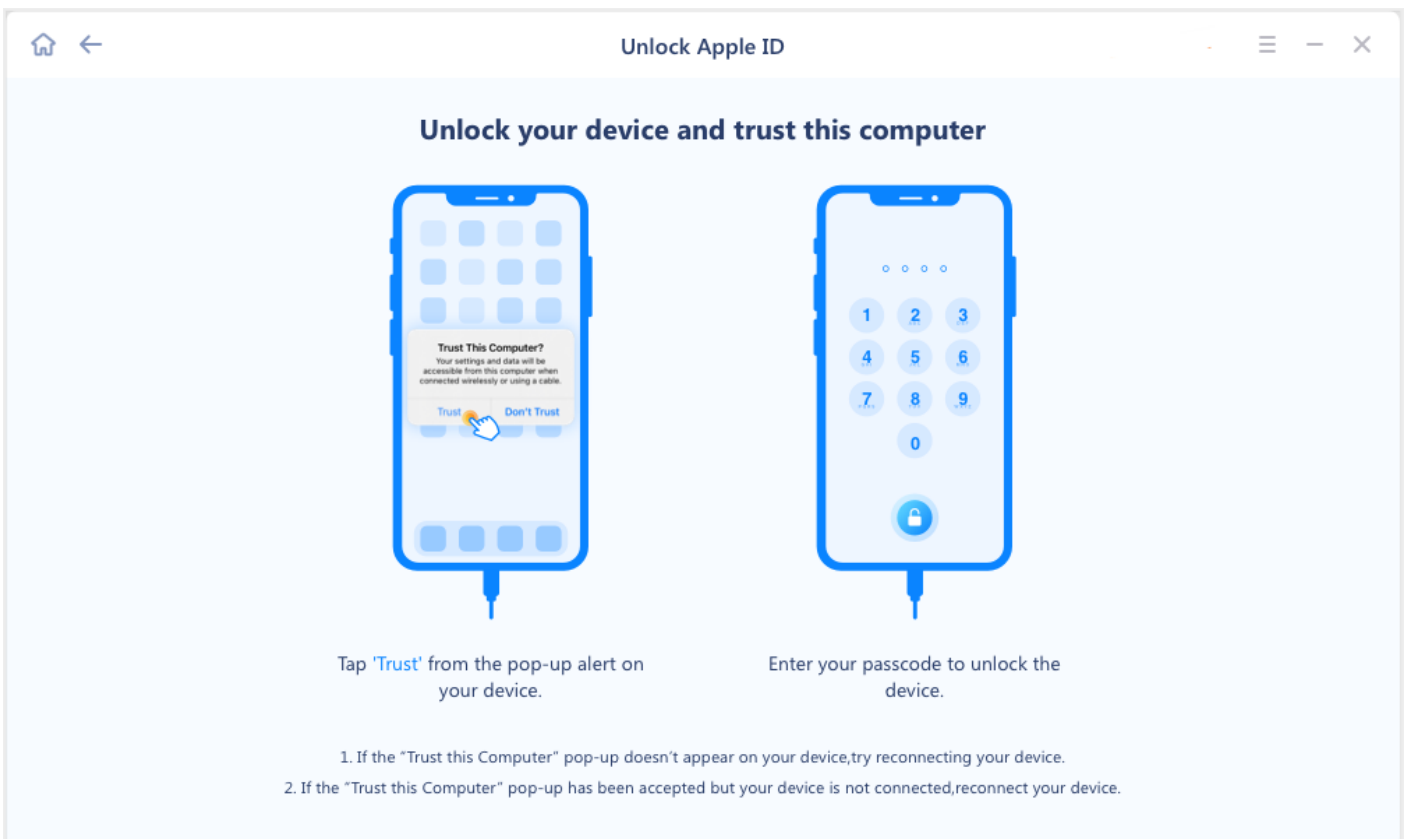 Unlock Apple ID
Unlock your device and trust this computer
Trust This Computer?
Your settings and data will be
accessible from this computer when
connected wirelessly or using a cable.
Trust
Don't Trust
1
2
3
4
5
6
7
8
9
0
Tap 'Trust' from the pop-up alert on
your device.
Enter your passcode to unlock the
device.
1. If the “Trust this Computer” pop-up doesn’t appear on your device,try reconnecting your device.
2. If the “Trust this Computer” pop-up has been accepted but your device is not connected,reconnect your device.